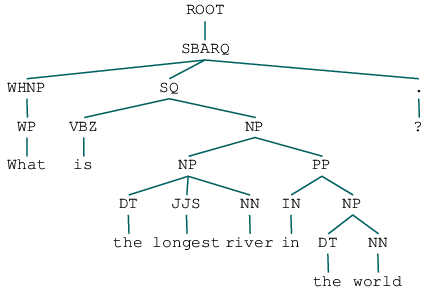 ROOT
SBARQ
WHNP SQ .
WP VBZ NP ?
What is NP PP
DT JJS NN IN NP
the longest river in DT NN
the world